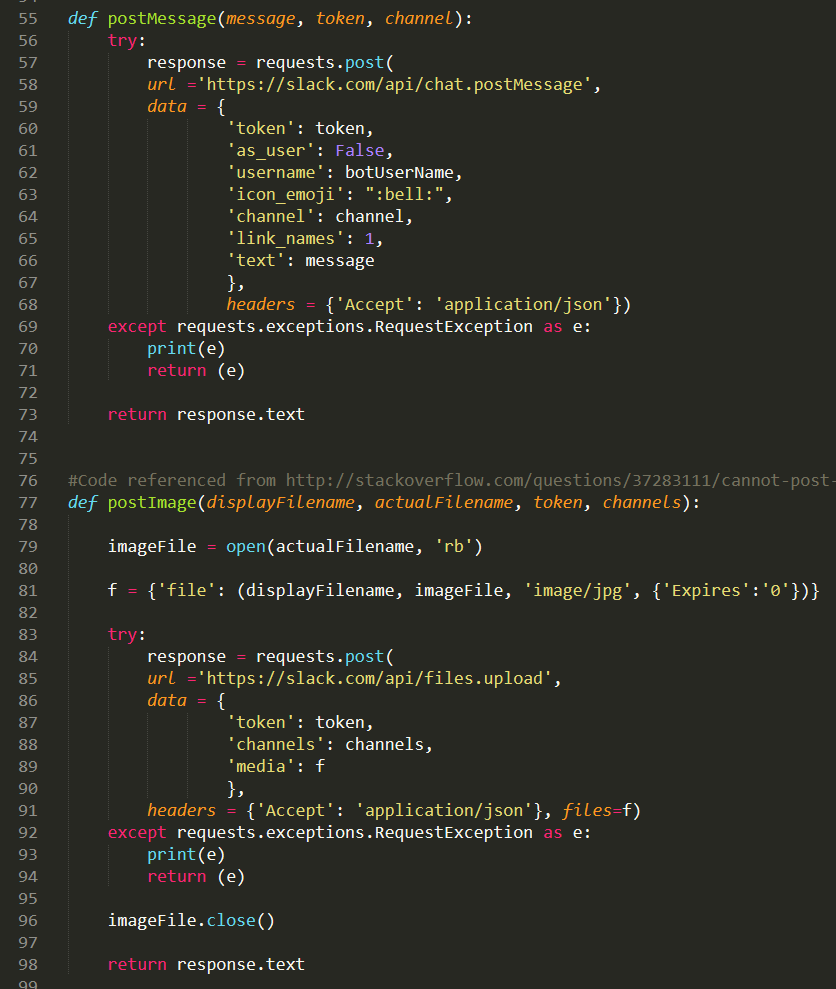 55 def postMessage(message, token, channel):
56     try:
57         response = requests.post(
58         url ='https://slack.com/api/chat.postMessage',
59         data = {
60                 'token': token,
61                 'as_user': False,
62                 'username': botUserName,
63                 'icon_emoji': ":bell:",
64                 'channel': channel,
65                 'link_names': 1,
66                 'text': message
67                 },
68                 headers = {'Accept': 'application/json'})
69     except requests.exceptions.RequestException as e:
70         print(e)
71         return (e)
72
73     return response.text
74
75
76 #Code referenced from http://stackoverflow.com/questions/37283111/cannot-post-
77 def postImage(displayFilename, actualFilename, token, channels):
78
79     imageFile = open(actualFilename, 'rb')
80
81     f = {'file': (displayFilename, imageFile, 'image/jpg', {'Expires':'0'})}
82
83     try:
84         response = requests.post(
85         url ='https://slack.com/api/files.upload',
86         data = {
87                 'token': token,
88                 'channels': channels,
89                 'media': f
90                 },
91         headers = {'Accept': 'application/json'}, files=f)
92     except requests.exceptions.RequestException as e:
93         print(e)
94         return (e)
95
96     imageFile.close()
97
98     return response.text
99